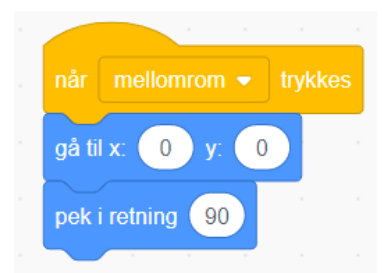 når mellomrom trykkes
gå til x: 0 y: 0
pek i retning 90